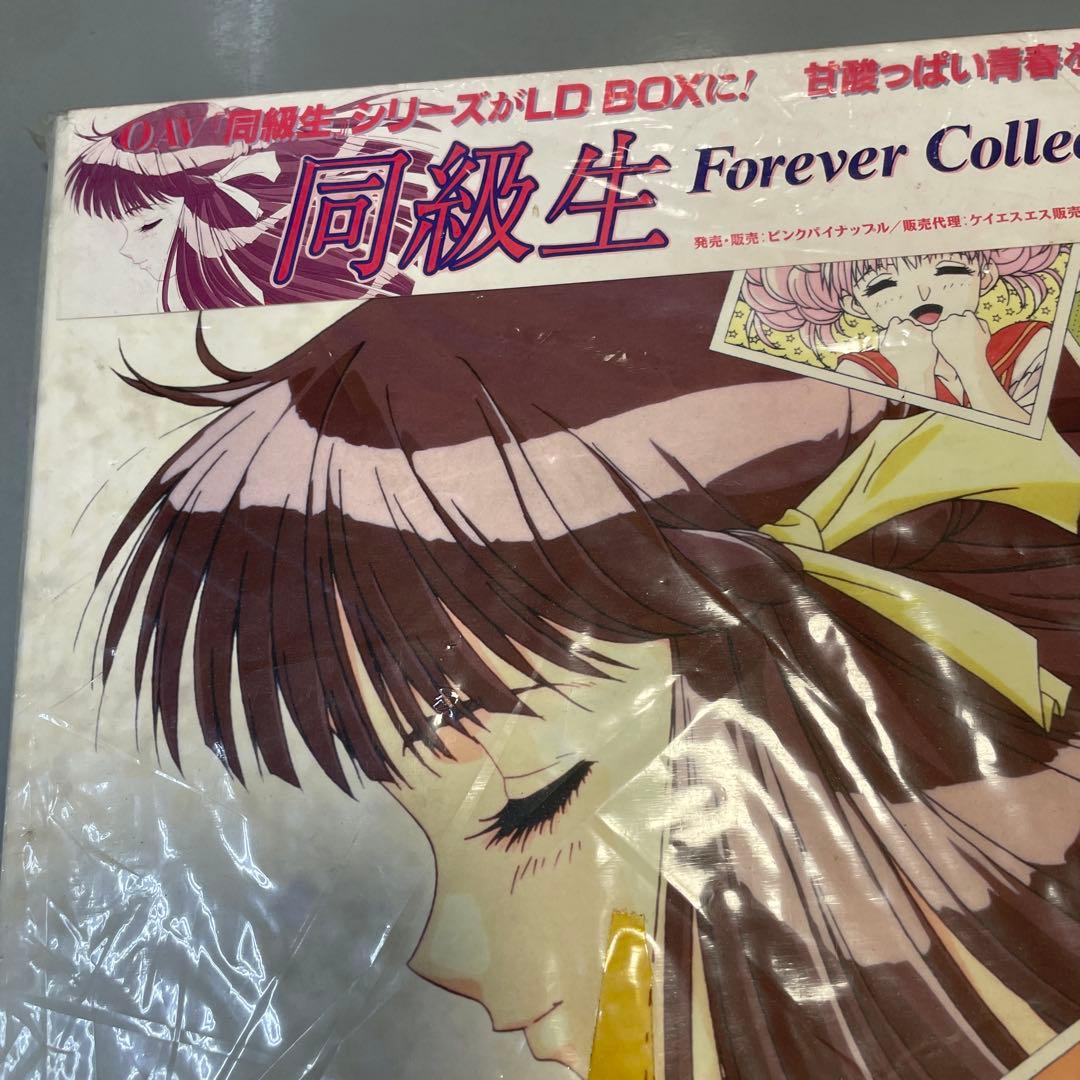 OAV『同級生』シリーズがLD BOXに! 甘酸っぱい青春
同級生 Forever Collec
発売・販売:ピンクパイナップル/販売代理:ケイエスエス販売